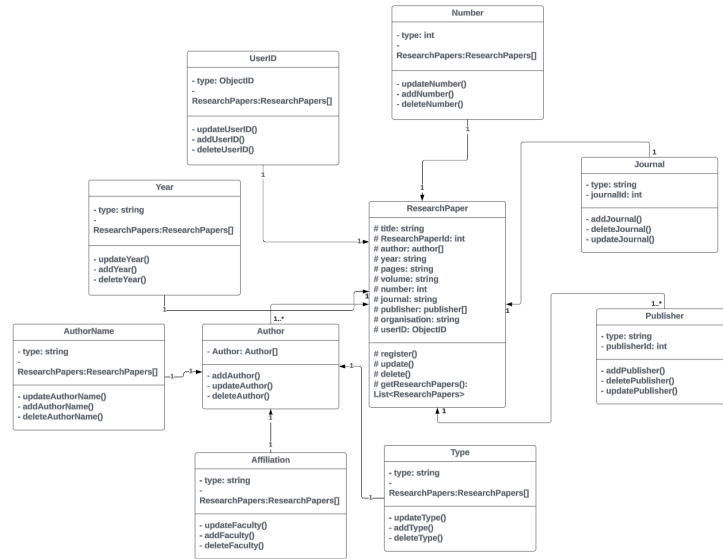 Number
- type: int
-
ResearchPapers:ResearchPapers[]
- updateNumber()
- addNumber()
- deleteNumber()
1
1
UserID
- type: ObjectID
-
ResearchPapers:ResearchPapers[]
- updateUserID()
- addUserID()
- deleteUserID()
1
1
Journal
- type: string
- journalId: int
- addJournal()
- deleteJournal()
- updateJournal()
1
1
Year
- type: string
-
ResearchPapers:ResearchPapers[]
- updateYear()
- addYear()
- deleteYear()
1
1
ResearchPaper
# title: string
# ResearchPaperId: int
# author: author[]
# year: string
# pages: string
# volume: string
# number: int
# journal: string
# publisher: publisher[]
# organisation: string
# userID: ObjectID
# register()
# update()
# delete()
# getResearchPapers():
List<ResearchPapers>
1
1..*
Publisher
- type: string
- publisherId: int
- addPublisher()
- deletePublisher()
- updatePublisher()
AuthorName
- type: string
-
ResearchPapers:ResearchPapers[]
- updateAuthorName()
- addAuthorName()
- deleteAuthorName()
1
1
1..*
Author
- Author: Author[]
- addAuthor()
- updateAuthor()
- deleteAuthor()
1
1
1
1
Affiliation
- type: string
-
ResearchPapers:ResearchPapers[]
- updateFaculty()
- addFaculty()
- deleteFaculty()
Type
- type: string
-
ResearchPapers:ResearchPapers[]
- updateType()
- addType()
- deleteType()